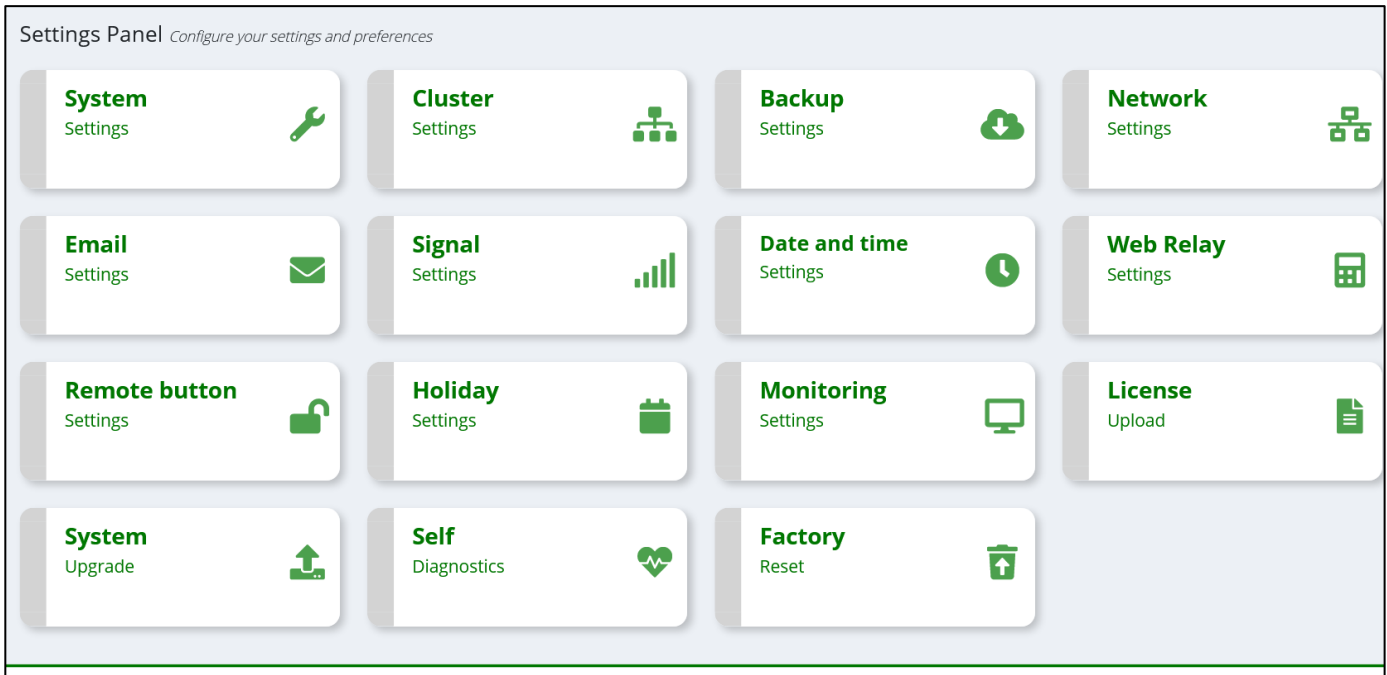 Settings Panel Configure your settings and preferences
System
Settings
Cluster
Settings
Backup
Settings
Network
Settings
Email
Settings
Signal
Settings
Date and time
Settings
Web Relay
Settings
Remote button
Settings
Holiday
Settings
Monitoring
Settings
License
Upload
System
Upgrade
Self
Diagnostics
Factory
Reset